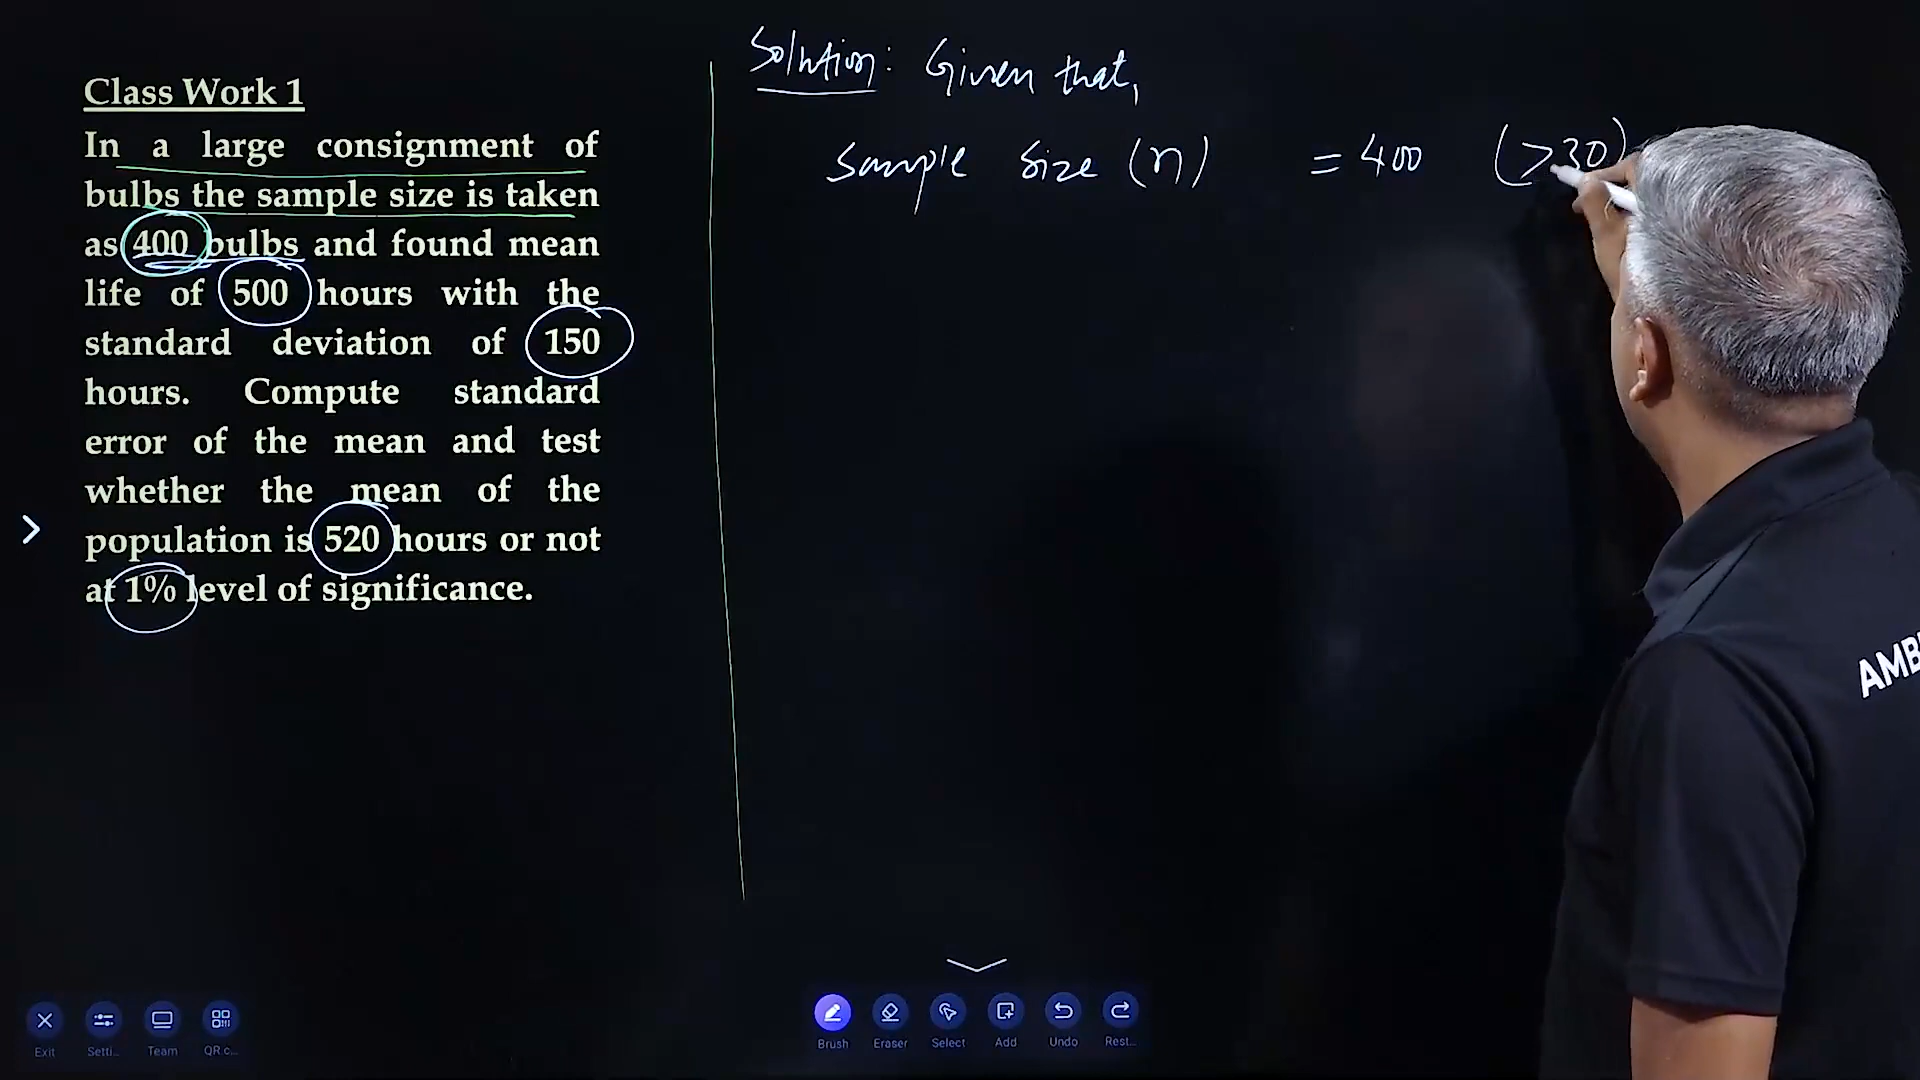 Class Work 1
In a large consignment of
bulbs the sample size is taken
as 400 bulbs and found mean
life of 500 hours with the
standard deviation of 150
hours. Compute standard
error of the mean and test
whether the mean of the
population is 520 hours or not
at 1% level of significance.
Solution: Given that,
Sample Size (n) = 400 (>30)
AMB
Exit
Setti...
Team
QR c...
Brush
Eraser
Select
Add
Undo
Rest...